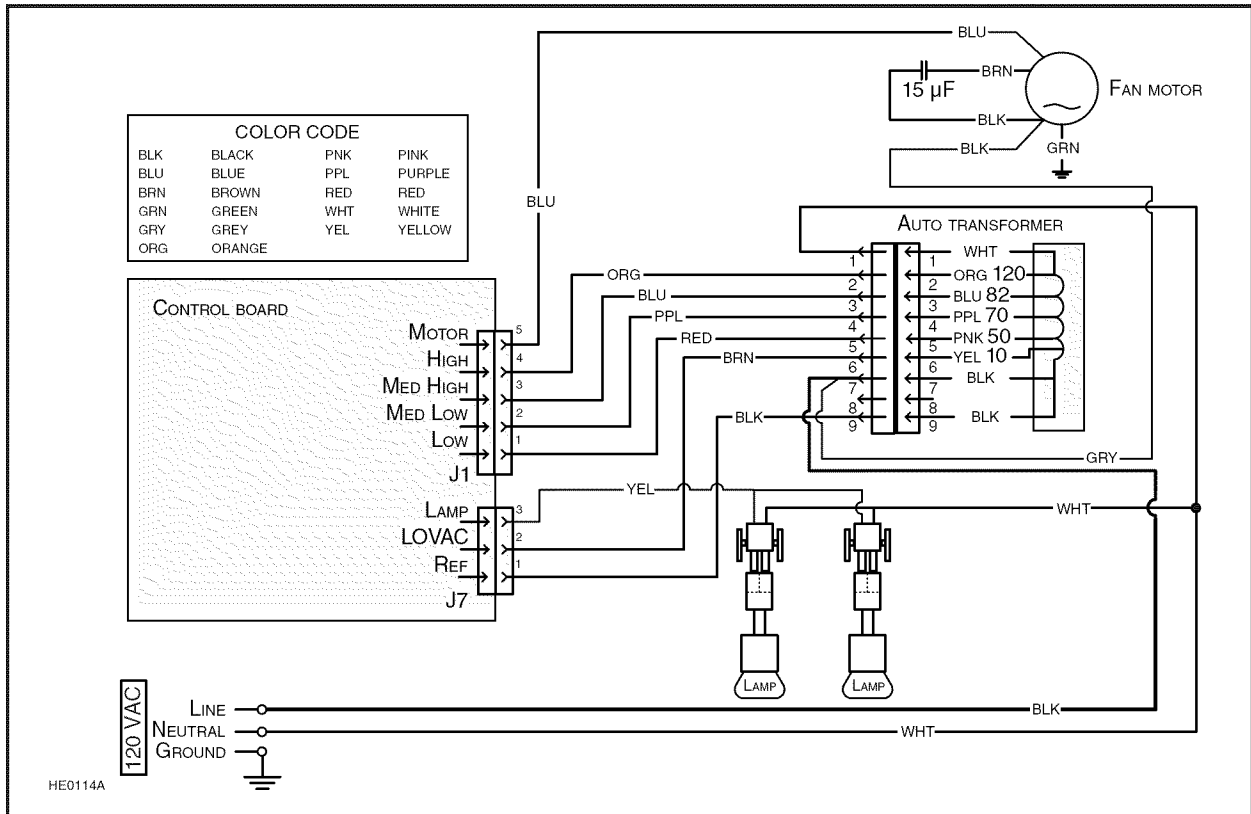 BLU
BRN
15 µF
FAN MOTOR
BLK
BLK
GRN
COLOR CODE
BLK BLACK PNK PINK
BLU BLUE PPL PURPLE
BRN BROWN RED RED
GRN GREEN WHT WHITE
GRY GREY YEL YELLOW
ORG ORANGE
BLU
AUTO TRANSFORMER
1 1 WHT
ORG 2 2 ORG 120
BLU 3 3 BLU 82
PPL 4 4 PPL 70
RED 5 5 PNK 50
BRN 6 6 YEL 10
7 7 BLK
8 8
BLK 9 9 BLK
GRY
CONTROL BOARD
MOTOR 5
HIGH 4
MED HIGH 3
MED LOW 2
LOW 1
J1
YEL
LAMP 3
LOVAC 2
REF 1
J7
WHT
LAMP LAMP
120 VAC
LINE BLK
NEUTRAL WHT
GROUND
HE0114A